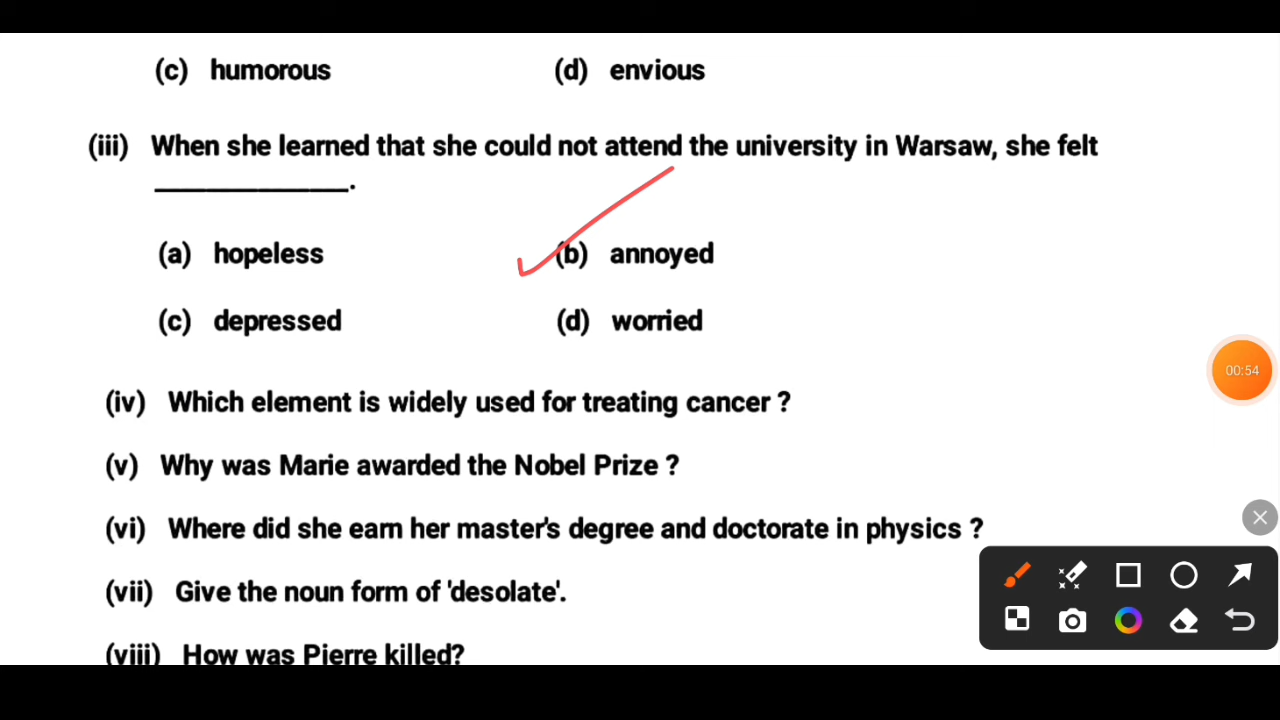 (c) humorous (d) envious
(iii) When she learned that she could not attend the university in Warsaw, she felt
______________.
(a) hopeless (b) annoyed
(c) depressed (d) worried
00:54
(iv) Which element is widely used for treating cancer ?
(v) Why was Marie awarded the Nobel Prize ?
(vi) Where did she earn her master's degree and doctorate in physics ?
(vii) Give the noun form of 'desolate'.
(viii) How was Pierre killed?